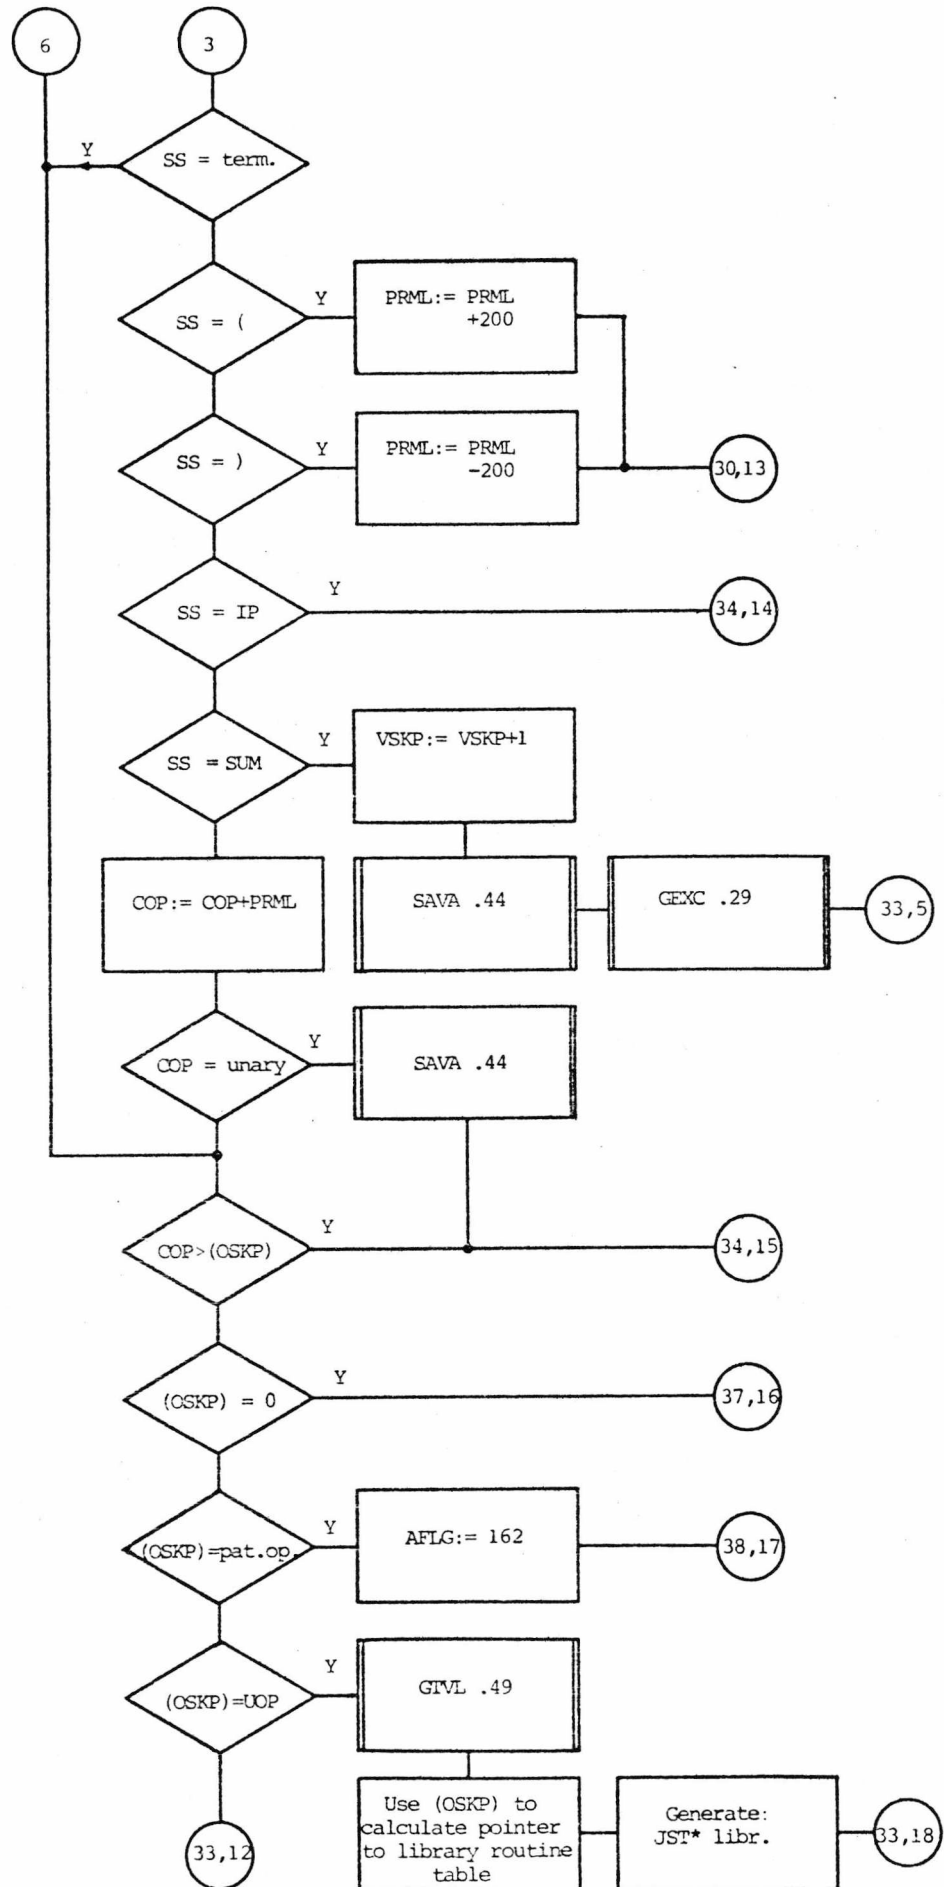 6
3
Y
SS = term.
SS = (
Y
PRML:= PRML
+200
SS = )
Y
PRML:= PRML
-200
30,13
SS = IP
Y
34,14
SS = SUM
Y
VSKP:= VSKP+1
COP:= COP+PRML
SAVA .44
GEXC .29
33,5
COP = unary
Y
SAVA .44
COP>(OSKP)
Y
34,15
(OSKP) = 0
Y
37,16
(OSKP)=pat.op.
Y
AFLG:= 162
38,17
(OSKP)=UOP
Y
GTVL .49
33,12
Use (OSKP) to
calculate pointer
to library routine
table
Generate:
JST* libr.
33,18